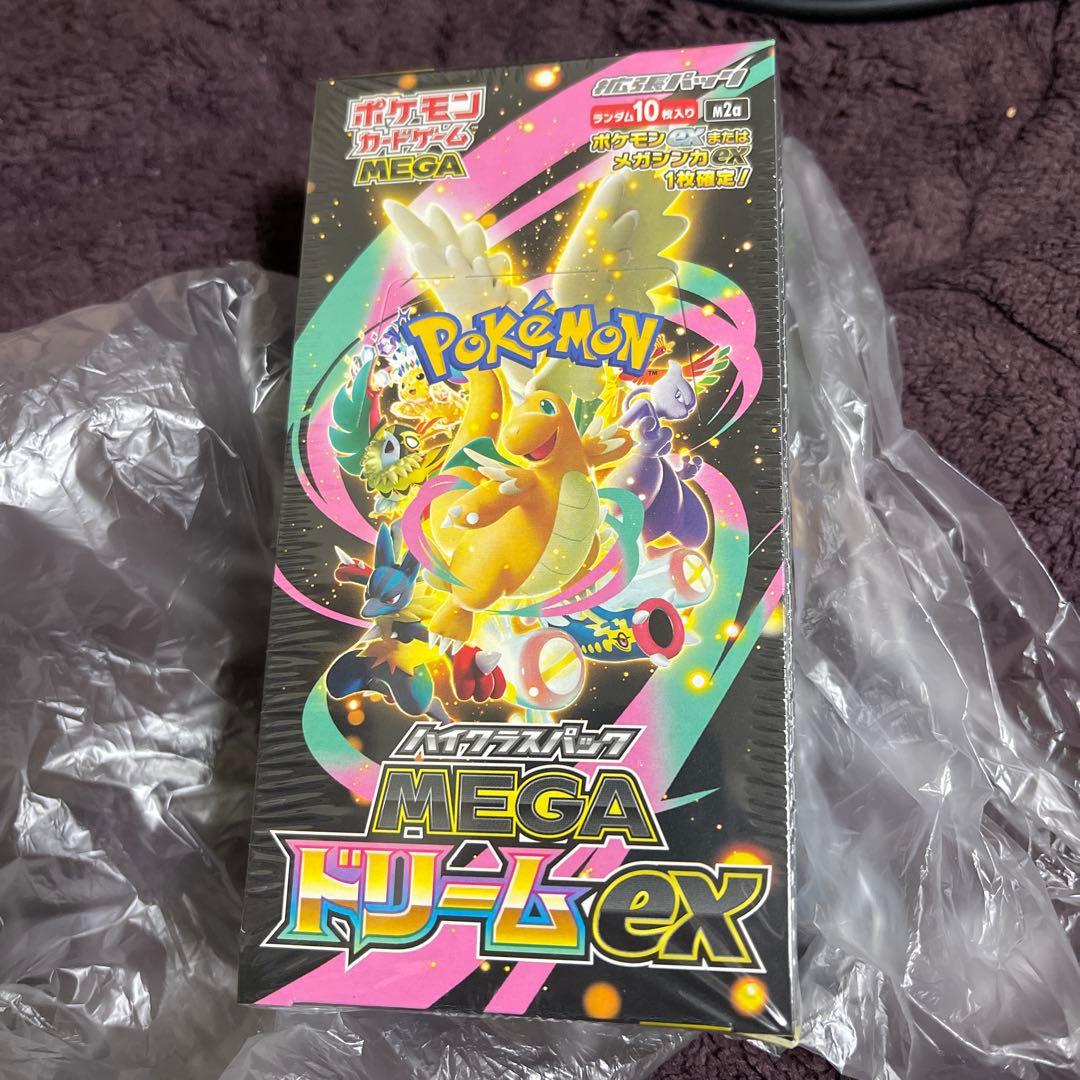 ポケモン
カードゲーム
MEGA
拡張パック
ランダム10枚入り
M2a
ポケモンexまたは
メガシンカex
1枚確定!
POKéMON
TM
ハイクラスパック
MEGA
ドリームex